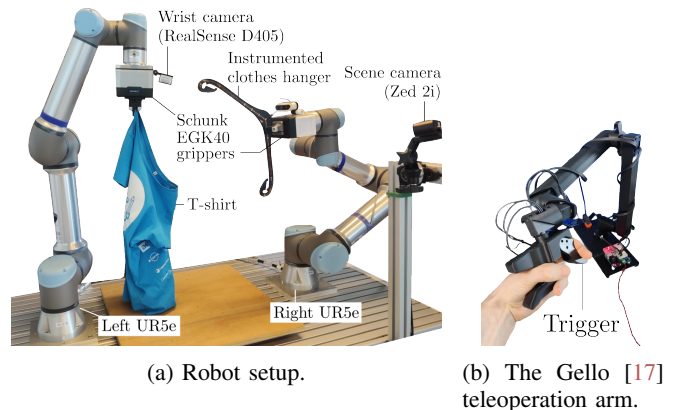 Wrist camera
(RealSense D405)
Instrumented
clothes hanger
Scene camera
(Zed 2i)
Schunk
EGK40
grippers
T-shirt
Left UR5e
Right UR5e
Trigger
(a) Robot setup.
(b) The Gello [17]
teleoperation arm.